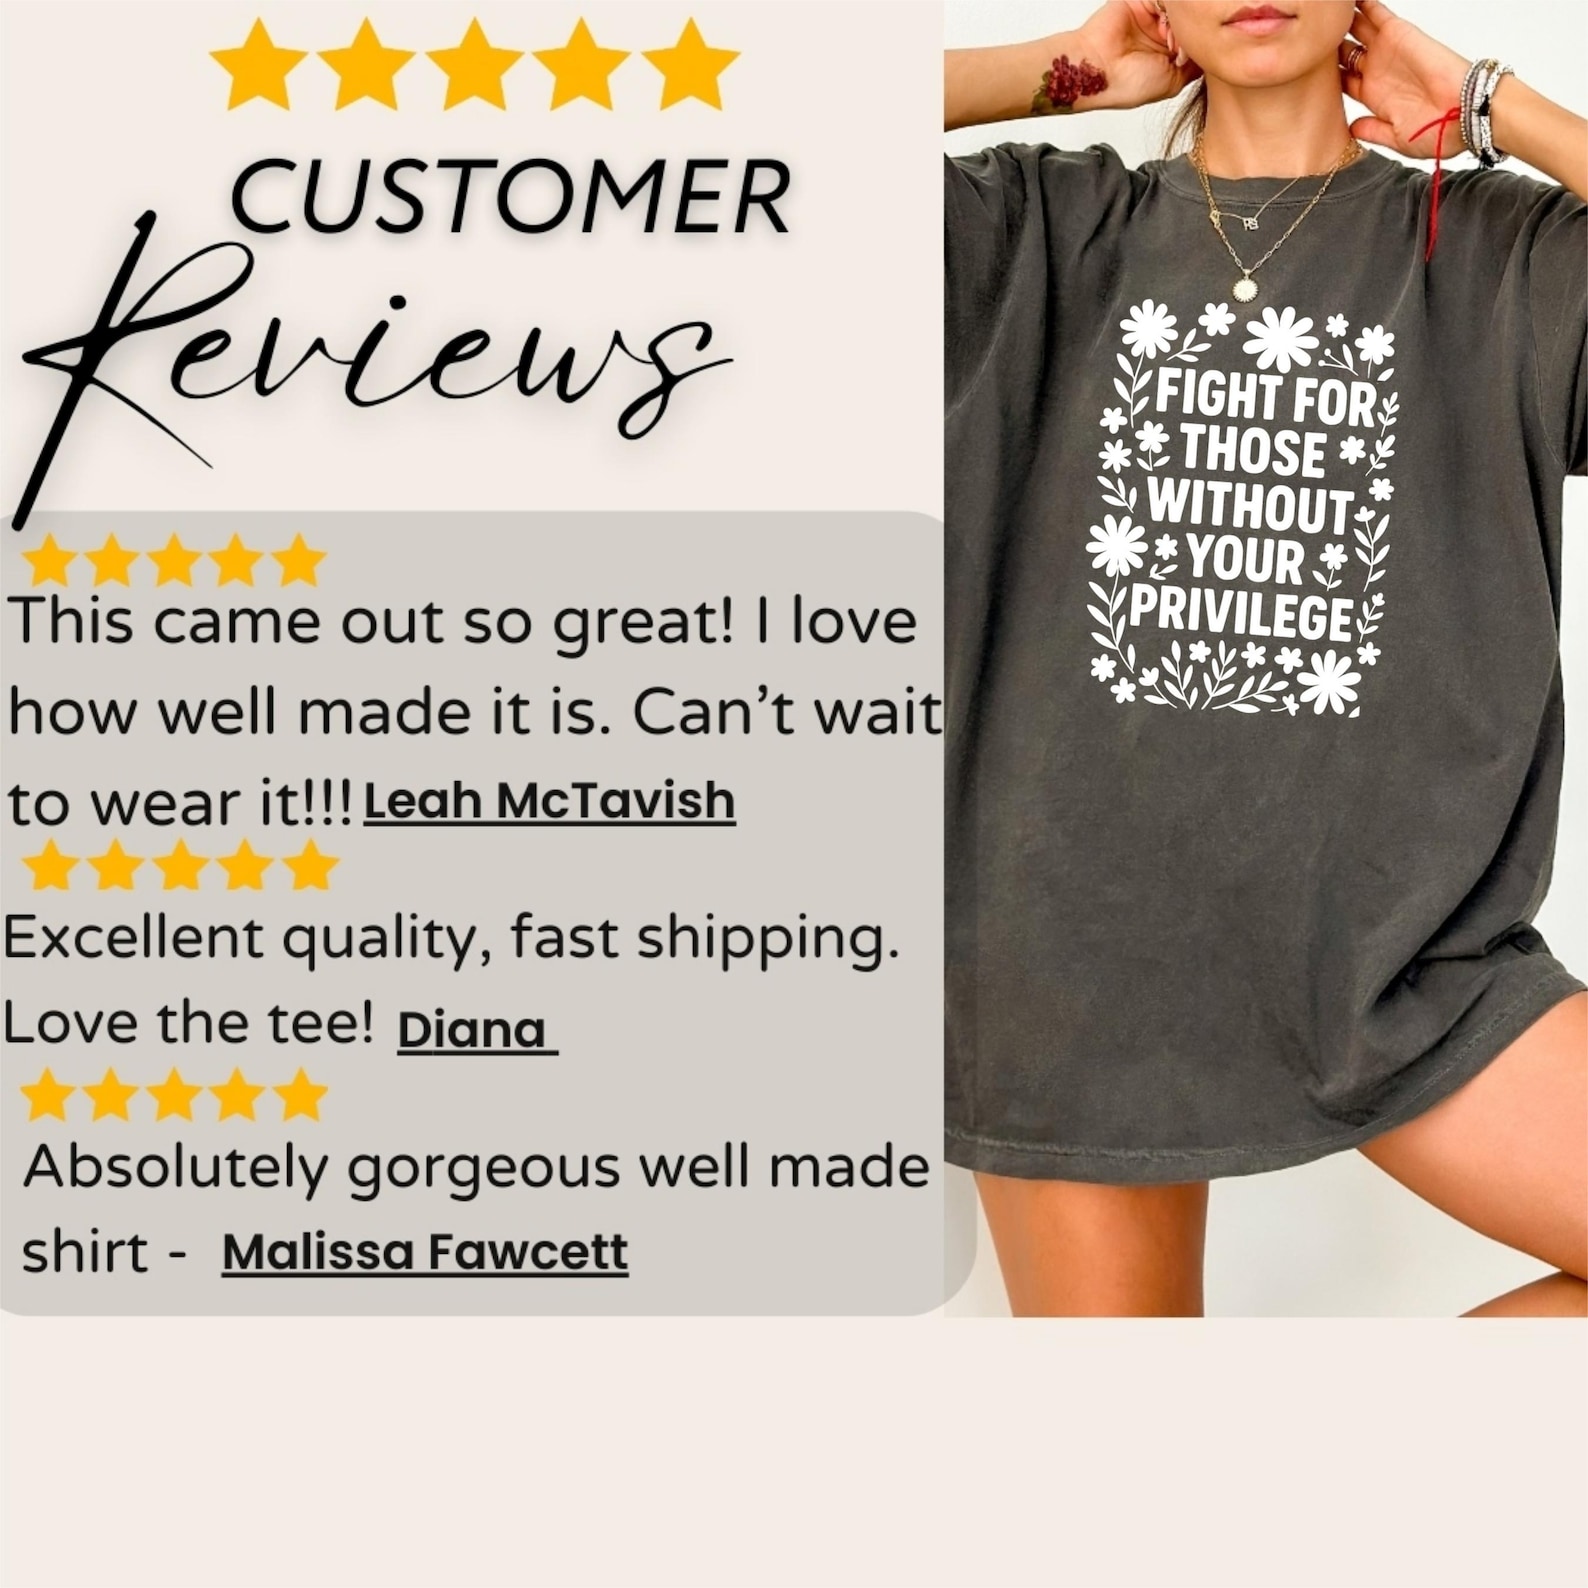 CUSTOMER
Reviews
This came out so great! I love
how well made it is. Can't wait
to wear it!!! Leah McTavish
Excellent quality, fast shipping.
Love the tee! Diana
Absolutely gorgeous well made
shirt - Malissa Fawcett
FIGHT FOR
THOSE
WITHOUT
YOUR
PRIVILEGE